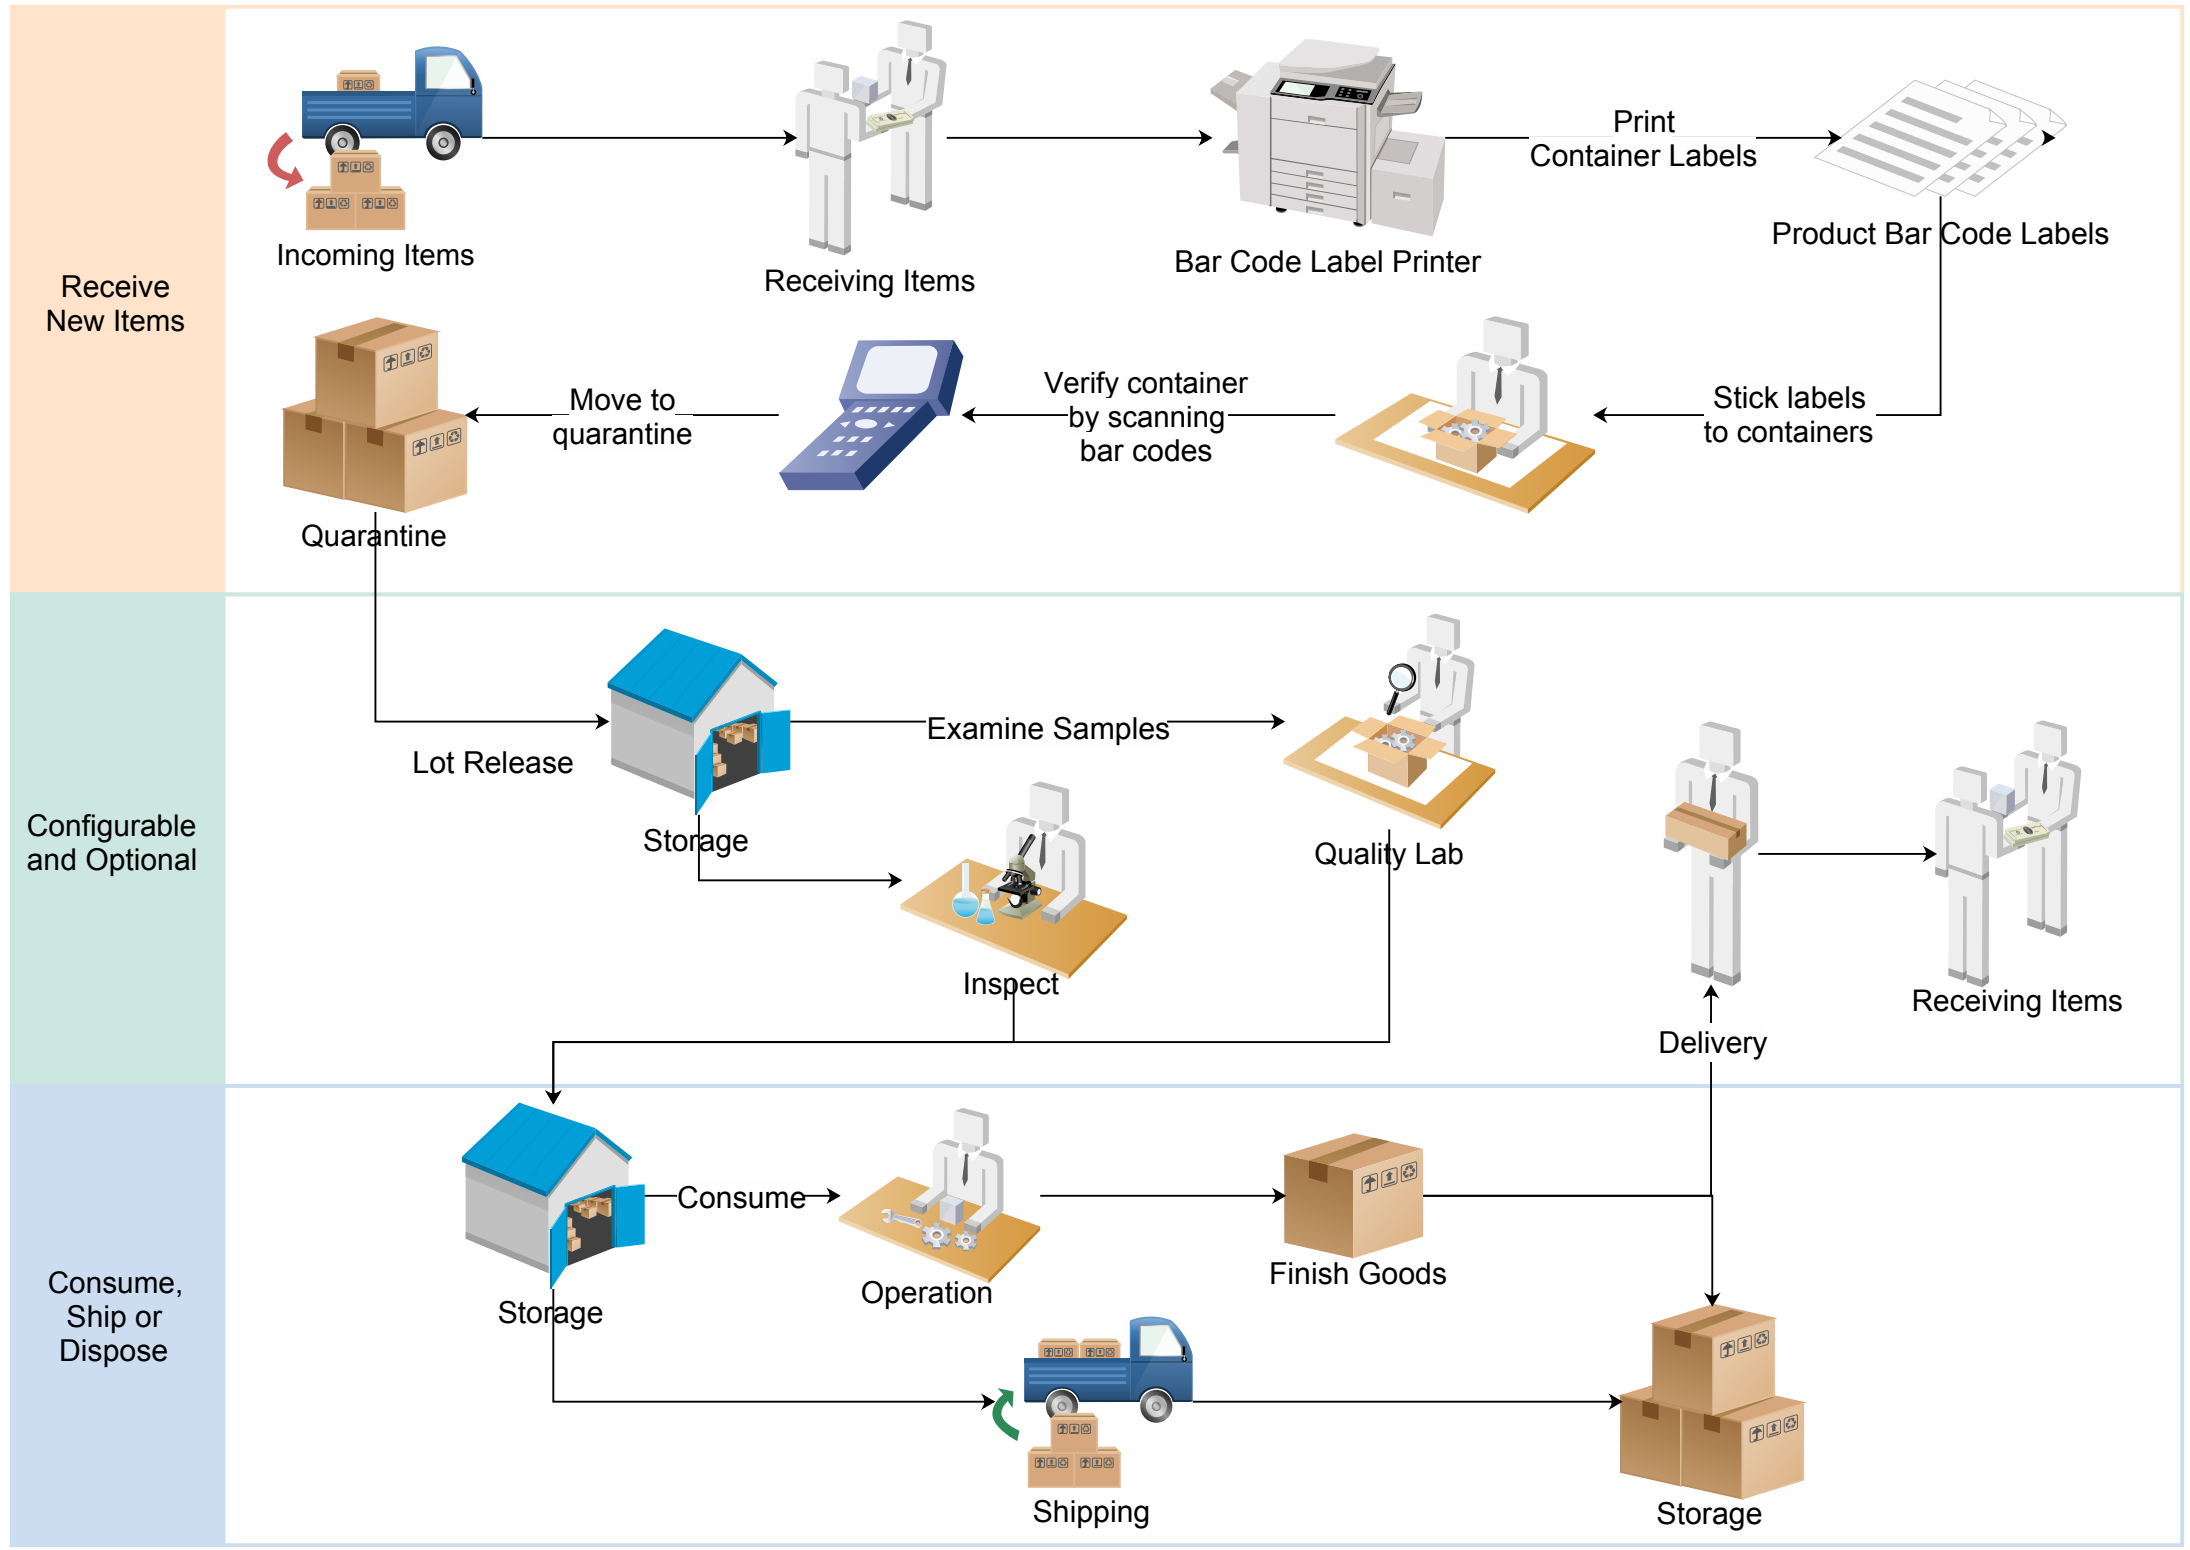 Receive
New Items
Incoming Items
Receiving Items
Bar Code Label Printer
Print
Container Labels
Product Bar Code Labels
Stick labels
to containers
Verify container
by scanning
bar codes
Move to
quarantine
Quarantine
Configurable
and Optional
Lot Release
Storage
Examine Samples
Quality Lab
Inspect
Delivery
Receiving Items
Consume,
Ship or
Dispose
Storage
Consume
Operation
Finish Goods
Shipping
Storage